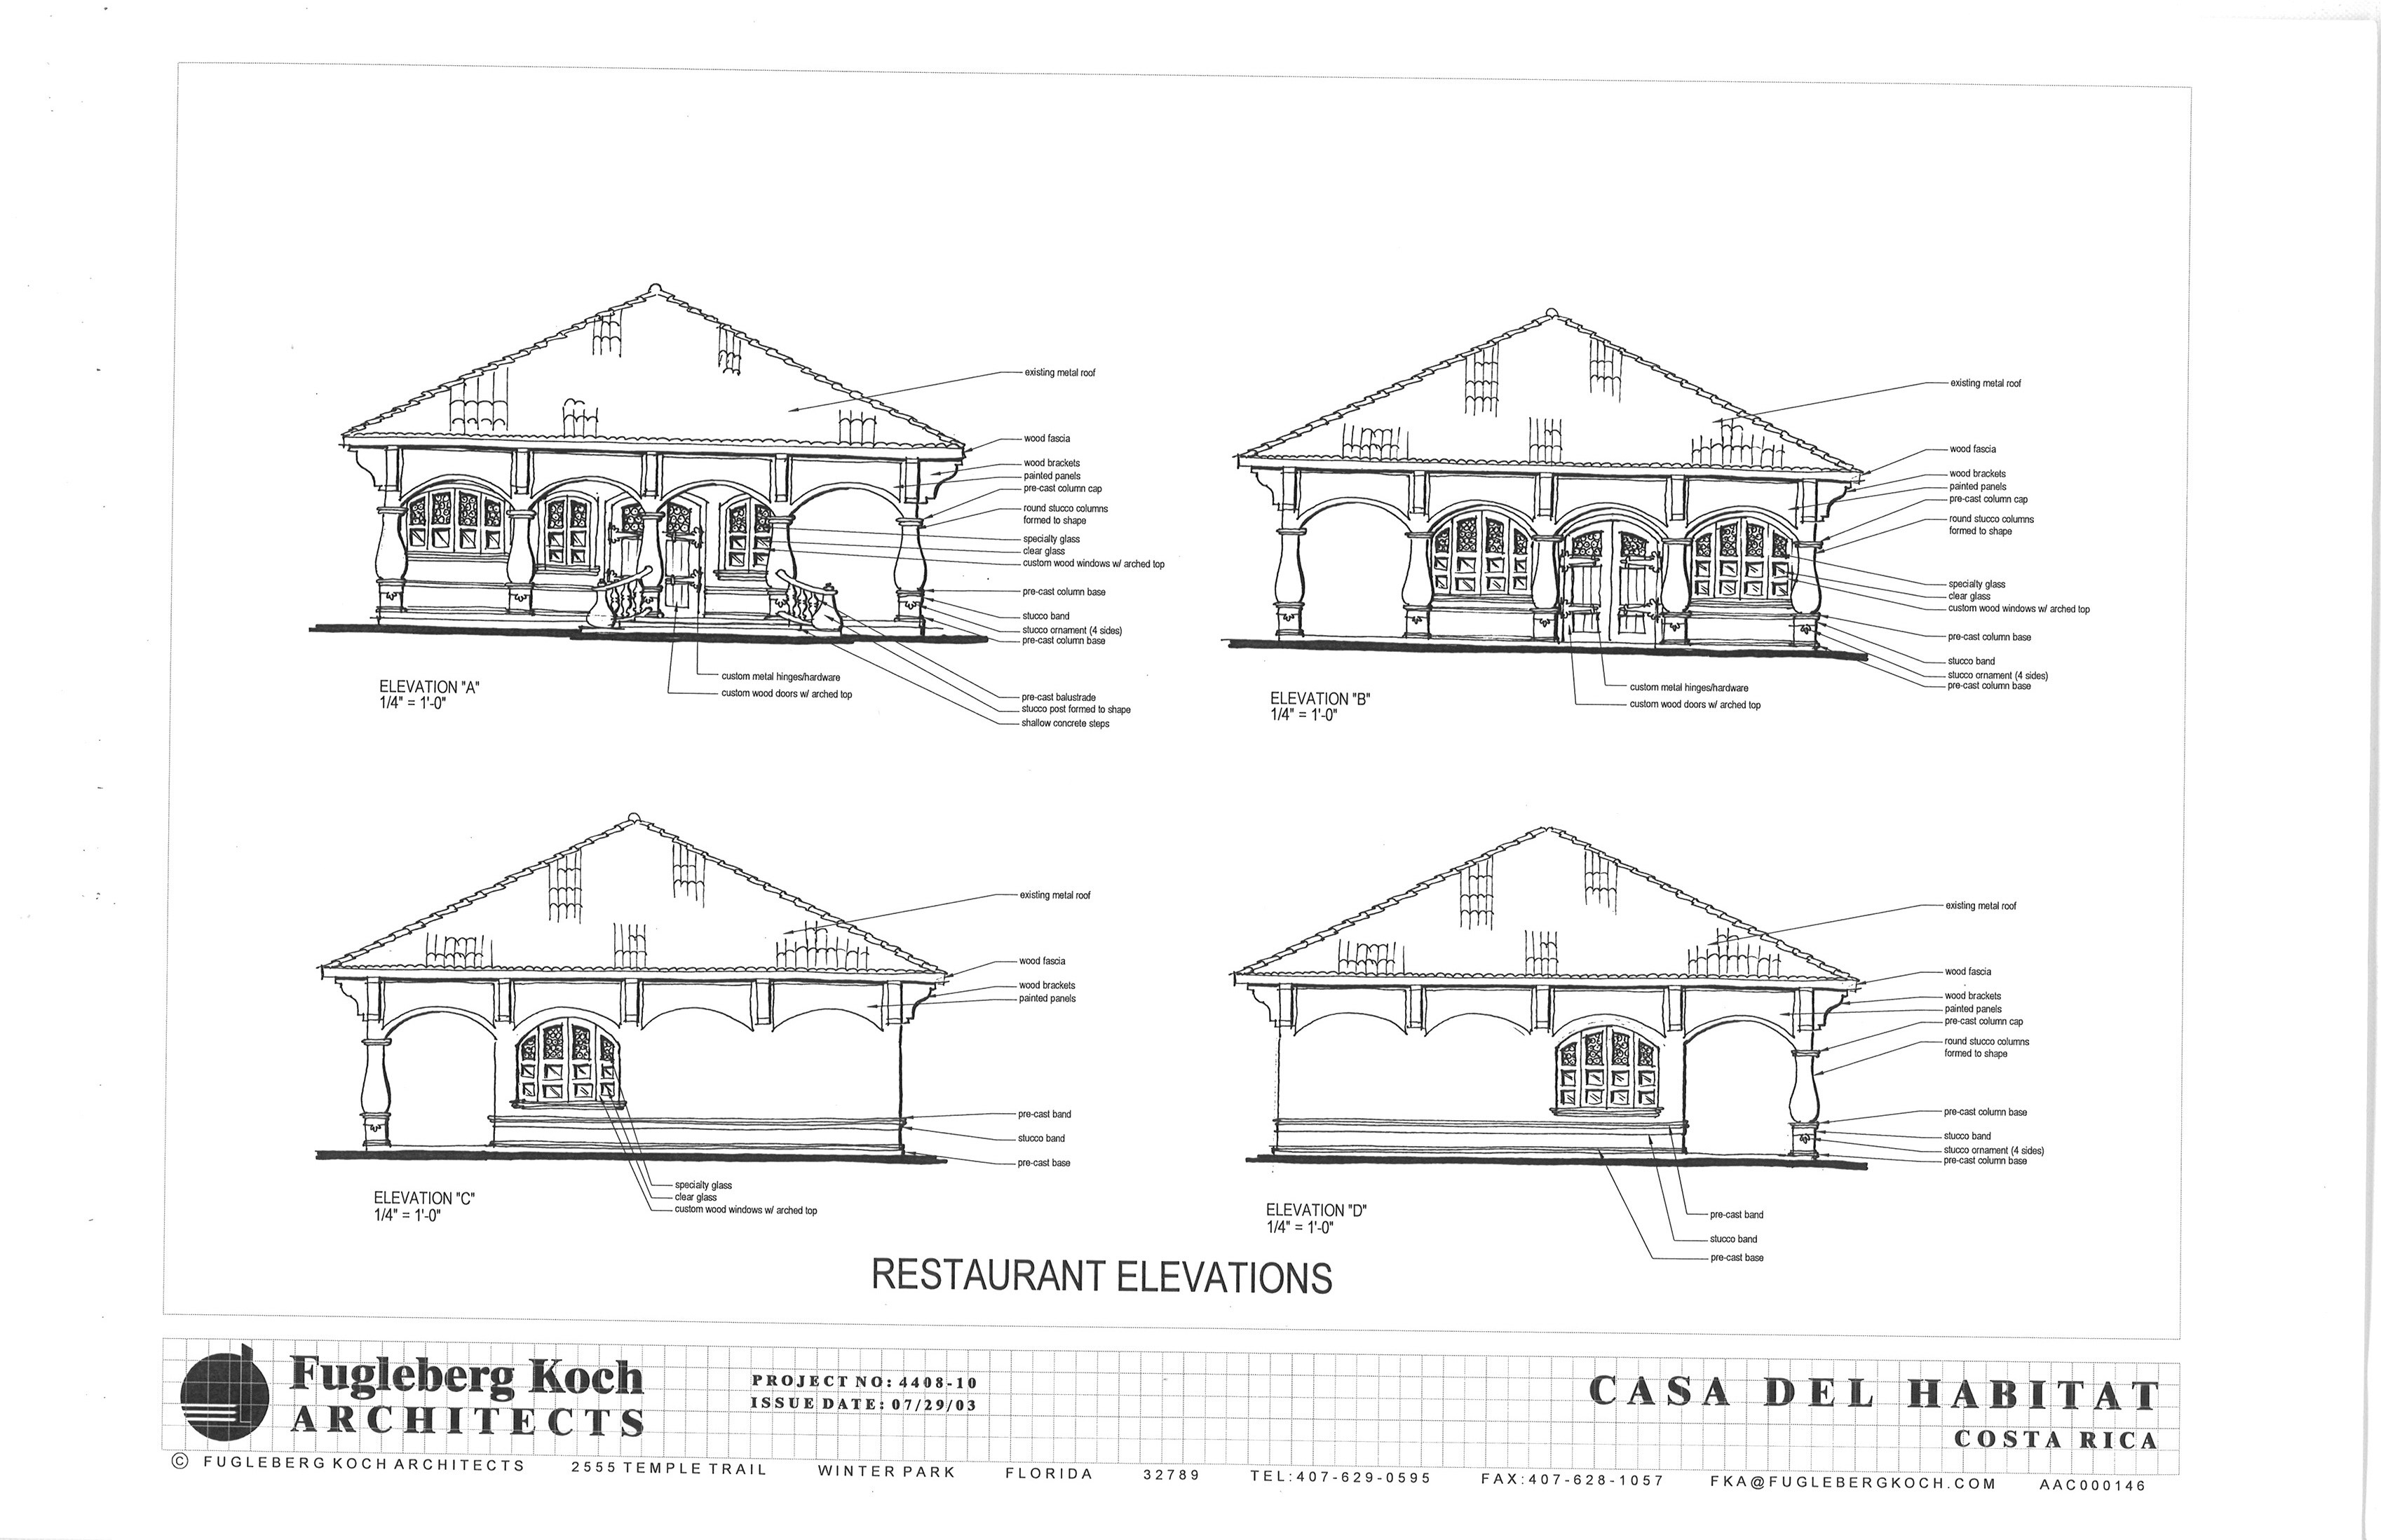 existing metal roof
wood fascia
wood brackets
painted panels
pre-cast column cap
round stucco columns
formed to shape
specialty glass
clear glass
custom wood windows w/ arched top
pre-cast column base
stucco band
stucco ornament (4 sides)
pre-cast column base
custom metal hinges/hardware
custom wood doors w/ arched top
pre-cast balustrade
stucco post formed to shape
shallow concrete steps
ELEVATION "A"
1/4" = 1'-0"
existing metal roof
wood fascia
wood brackets
painted panels
pre-cast column cap
round stucco columns
formed to shape
specialty glass
clear glass
custom wood windows w/ arched top
pre-cast column base
stucco band
stucco ornament (4 sides)
pre-cast column base
custom metal hinges/hardware
custom wood doors w/ arched top
ELEVATION "B"
1/4" = 1'-0"
existing metal roof
wood fascia
wood brackets
painted panels
pre-cast band
stucco band
pre-cast base
specialty glass
clear glass
custom wood windows w/ arched top
ELEVATION "C"
1/4" = 1'-0"
existing metal roof
wood fascia
wood brackets
painted panels
pre-cast column cap
round stucco columns
formed to shape
pre-cast column base
stucco band
stucco ornament (4 sides)
pre-cast column base
pre-cast band
stucco band
pre-cast base
ELEVATION "D"
1/4" = 1'-0"
RESTAURANT ELEVATIONS
Fugleberg Koch
ARCHITECTS
PROJECT NO: 4408-10
ISSUE DATE: 07/29/03
CASA DEL HABITAT
COSTA RICA
© FUGLEBERG KOCH ARCHITECTS 2555 TEMPLE TRAIL WINTER PARK FLORIDA 32789 TEL:407-629-0595 FAX:407-628-1057 FKA@FUGLEBERGKOCH.COM AAC000146